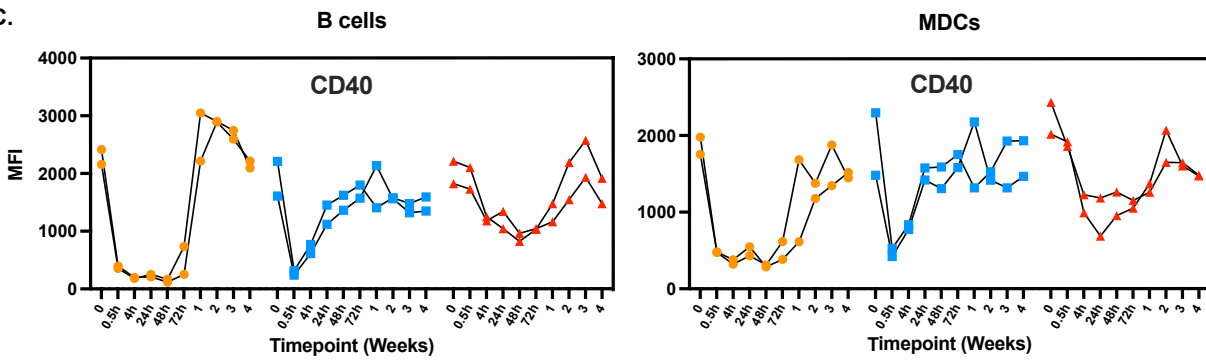 C.
B cells
MDCs
4000
3000
2000
1000
0
MFI
CD40
0 0.5h 4h 24h 48h 72h 1 2 3 4 0 0.5h 4h 24h 48h 72h 1 2 3 4 0 0.5h 4h 24h 48h 72h 1 2 3 4
Timepoint (Weeks)
3000
2000
1000
0
CD40
0 0.5h 4h 24h 48h 72h 1 2 3 4 0 0.5h 4h 24h 48h 72h 1 2 3 4 0 0.5h 4h 24h 48h 72h 1 2 3 4
Timepoint (Weeks)